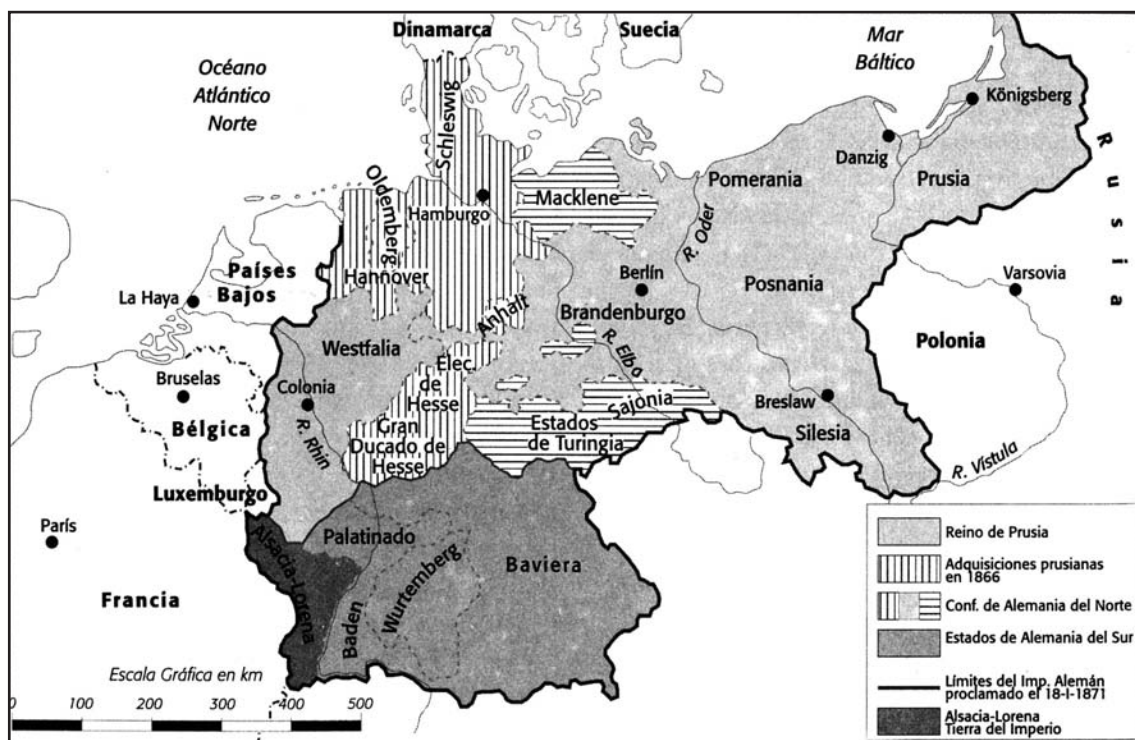 Dinamarca
Suecia
Mar
Báltico
Océano
Atlántico
Norte
Königsberg
Danzig
Rusia
Schleswig
Pomerania
Prusia
Oldemberg
Macklene
Hamburgo
R. Oder
Países
Bajos
Hannover
Berlín
Posnania
Varsovia
La Haya
Anhalt
Brandenburgo
Westfalia
R. Elba
Polonia
Bruselas
Colonia
Elec.
de
Hesse
Sajonia
Breslaw
Bélgica
R. Rhin
Gran
Ducado de
Hesse
Estados
de Turingia
Silesia
R. Vístula
Luxemburgo
París
Alsacia-Lorena
Palatinado
Wurtemberg
Baviera
Francia
Baden
Escala Gráfica en km
0 100 200 300 400 500
Reino de Prusia
Adquisiciones prusianas
en 1866
Conf. de Alemania del Norte
Estados de Alemania del Sur
Límites del Imp. Alemán
proclamado el 18-I-1871
Alsacia-Lorena
Tierra del Imperio